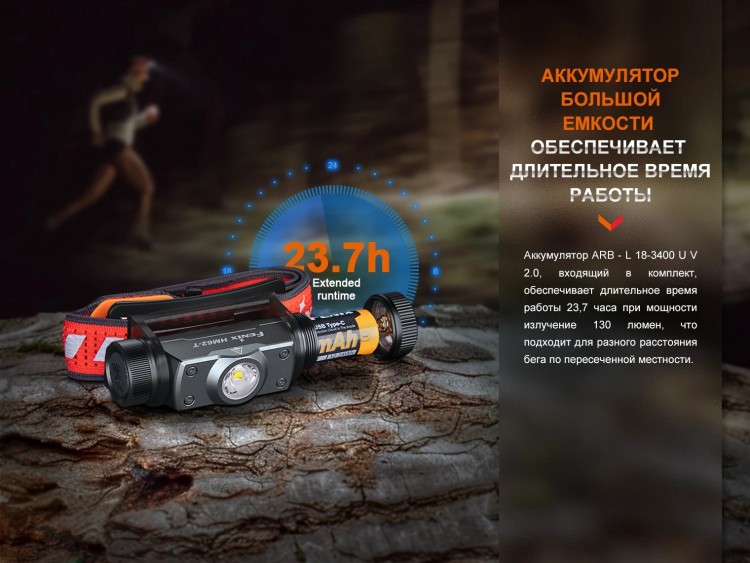 АККУМУЛЯТОР
БОЛЬШОЙ
ЕМКОСТИ
ОБЕСПЕЧИВАЕТ
ДЛИТЕЛЬНОЕ ВРЕМЯ
РАБОТЫ
Аккумулятор ARB - L 18-3400 U V
2.0, входящий в комплект,
обеспечивает длительное время
работы 23,7 часа при мощности
излучение 130 люмен, что
подходит для разного расстояния
бега по пересеченной местности.
24
18
6
23.7h
Extended
runtime
FENIX HM62-T
USB Type-C
mAh